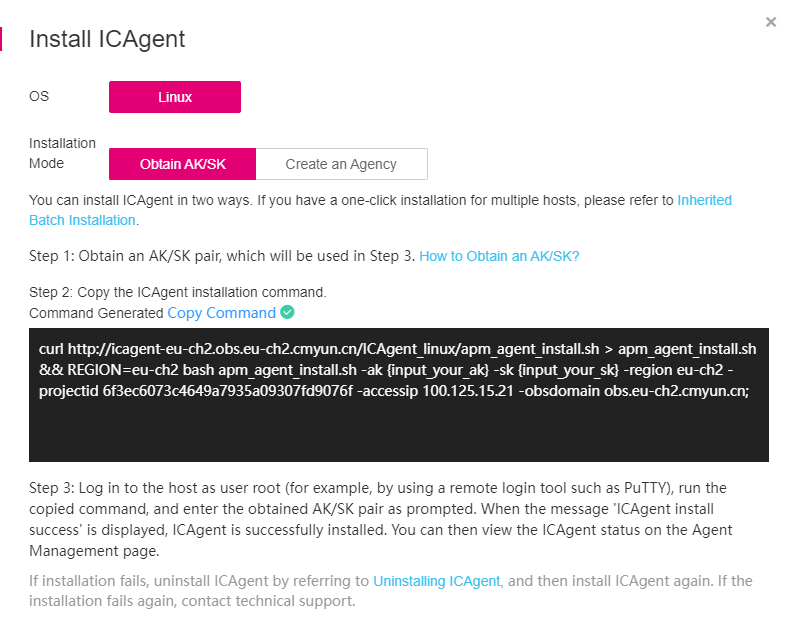 Install ICAgent
OS
Linux
Installation
Mode
Obtain AK/SK
Create an Agency
You can install ICAgent in two ways. If you have a one-click installation for multiple hosts, please refer to Inherited
Batch Installation.
Step 1: Obtain an AK/SK pair, which will be used in Step 3. How to Obtain an AK/SK?
Step 2: Copy the ICAgent installation command.
Command Generated Copy Command
curl http://icagent-eu-ch2.obs.eu-ch2.cmyun.cn/ICAgent_linux/apm_agent_install.sh > apm_agent_install.sh
&& REGION=eu-ch2 bash apm_agent_install.sh -ak {input_your_ak} -sk {input_your_sk} -region eu-ch2 -
projectid 6f3ec6073c4649a7935a09307fd9076f -accessip 100.125.15.21 -obsdomain obs.eu-ch2.cmyun.cn;
Step 3: Log in to the host as user root (for example, by using a remote login tool such as PuTTY), run the
copied command, and enter the obtained AK/SK pair as prompted. When the message 'ICAgent install
success' is displayed, ICAgent is successfully installed. You can then view the ICAgent status on the Agent
Management page.
If installation fails, uninstall ICAgent by referring to Uninstalling ICAgent, and then install ICAgent again. If the
installation fails again, contact technical support.